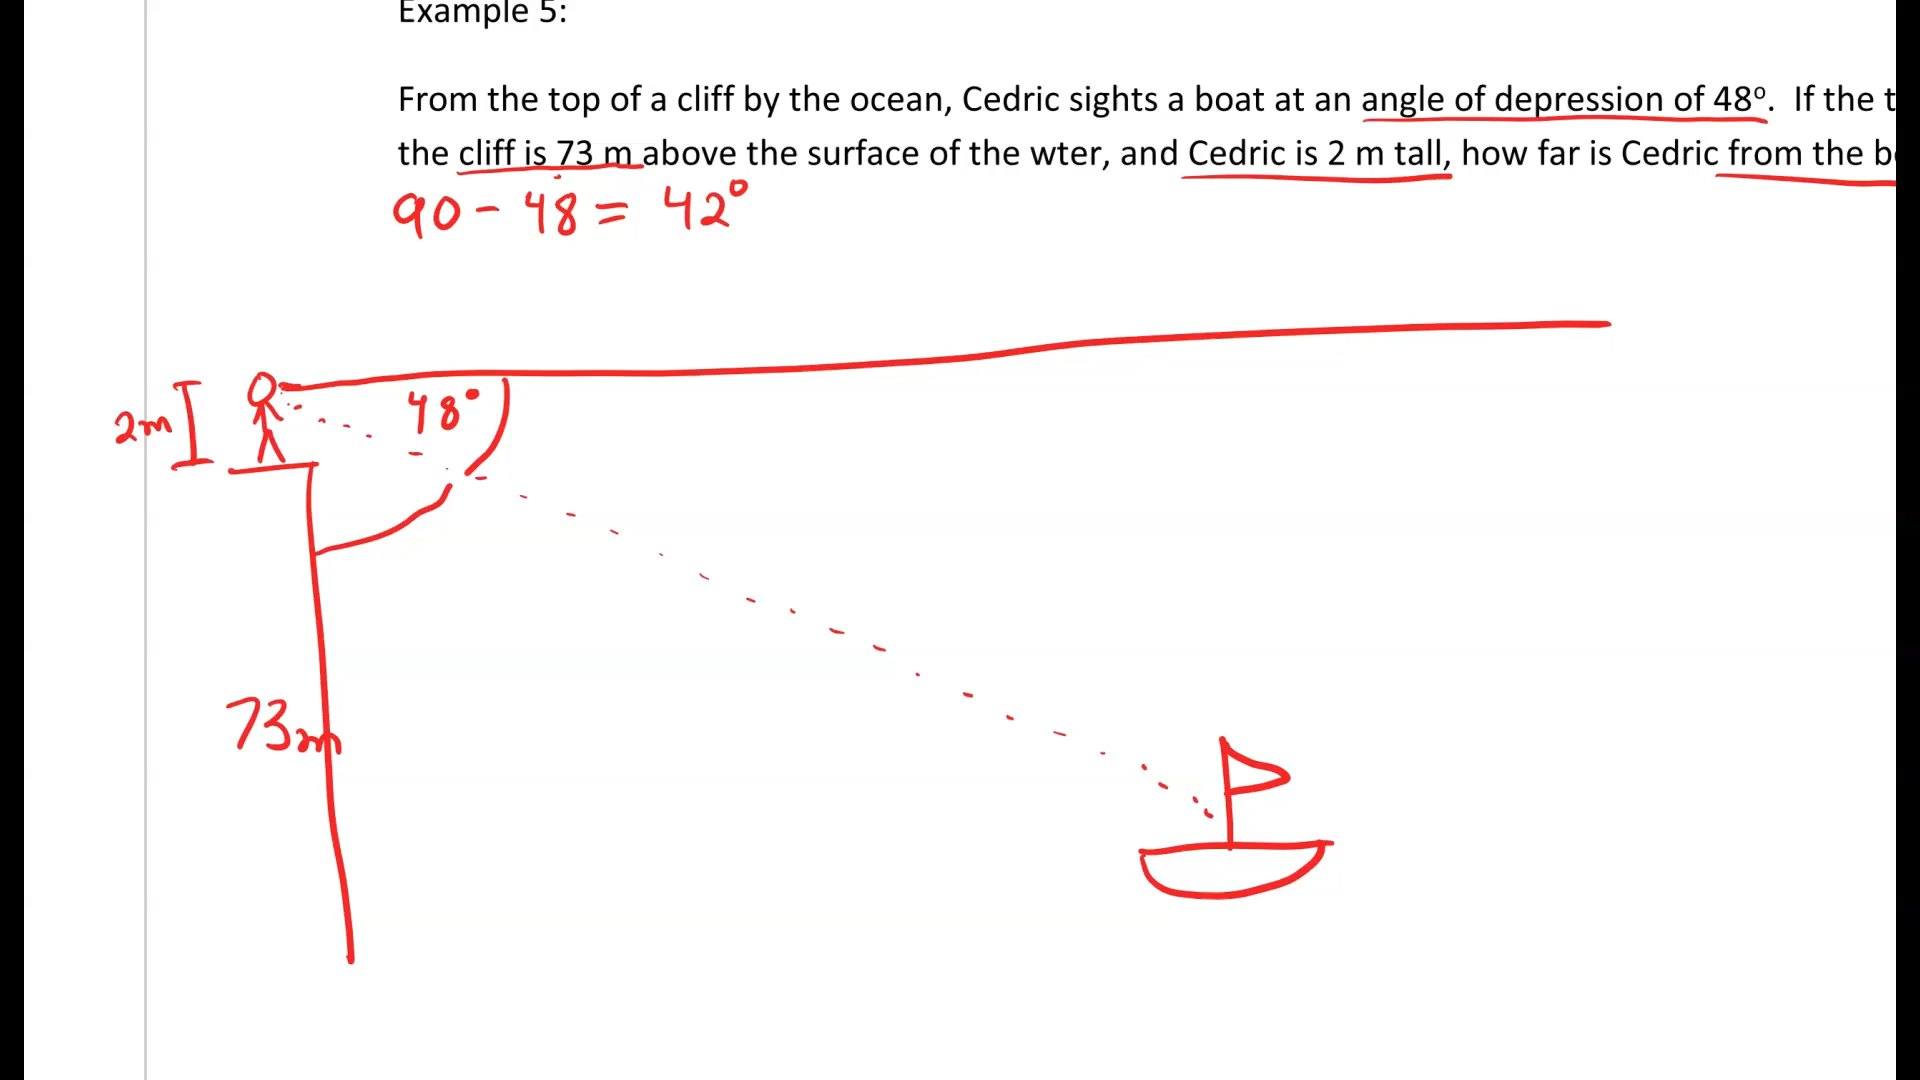 Example 5:
From the top of a cliff by the ocean, Cedric sights a boat at an angle of depression of 48º. If the t
the cliff is 73 m above the surface of the wter, and Cedric is 2 m tall, how far is Cedric from the b
90 - 48 = 42°
48°
2m
73m